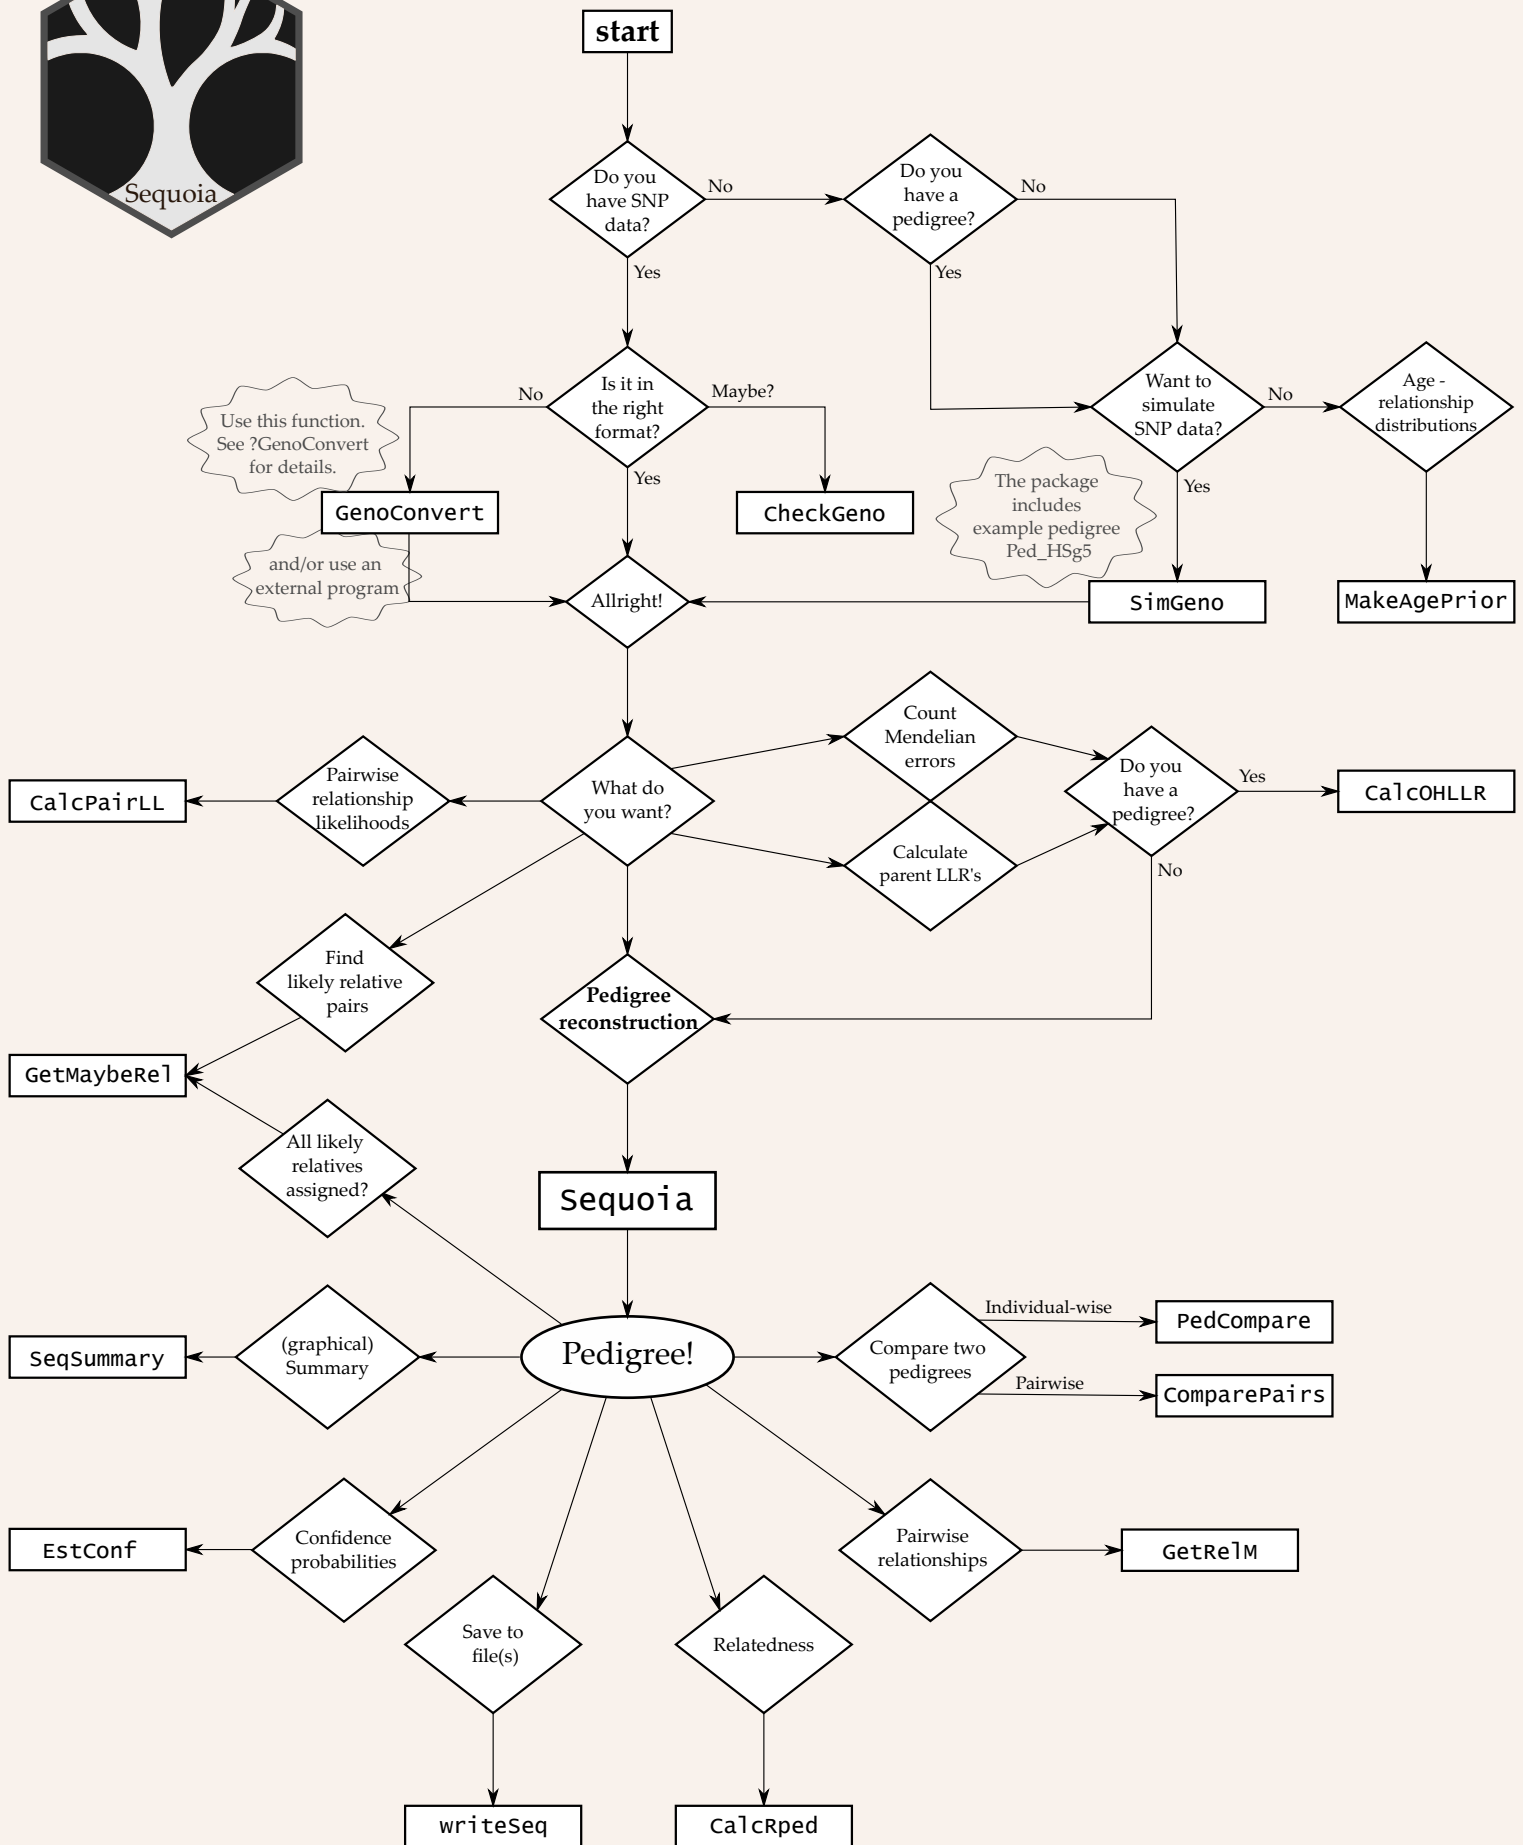 start
Sequoia
Do you
have SNP
data?
No
Do you
have a
pedigree?
No
Yes
Yes
Use this function.
See ?GenoConvert
for details.
No
Is it in
the right
format?
Maybe?
Want to
simulate
SNP data?
No
Age -
relationship
distributions
Yes
Yes
The package
includes
example pedigree
Ped_HSg5
GenoConvert
CheckGeno
and/or use an
external program
Allright!
SimGeno
MakeAgePrior
Count
Mendelian
errors
CalcPairLL
Pairwise
relationship
likelihoods
What do
you want?
Do you
have a
pedigree?
Yes
CalcOHLLR
Calculate
parent LLR's
No
Find
likely relative
pairs
Pedigree
reconstruction
GetMaybeRel
All likely
relatives
assigned?
Sequoia
SeqSummary
(graphical)
Summary
Pedigree!
Compare two
pedigrees
Individual-wise
PedCompare
Pairwise
ComparePairs
EstConf
Confidence
probabilities
Pairwise
relationships
GetRelM
Save to
file(s)
Relatedness
writeSeq
CalcRped